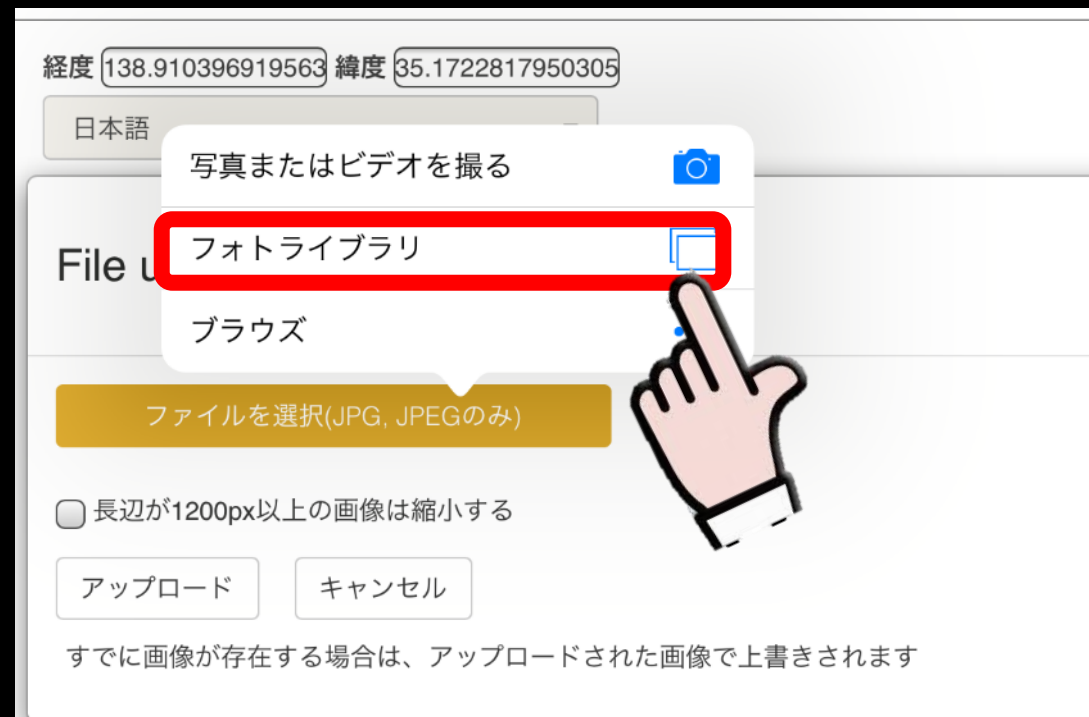 経度 138.910396919563 緯度 35.1722817950305
日本語
写真またはビデオを撮る
フォトライブラリ
File
ブラウズ
ファイルを選択(JPG, JPEGのみ)
長辺が1200px以上の画像は縮小する
アップロード キャンセル
すでに画像が存在する場合は、アップロードされた画像で上書きされます